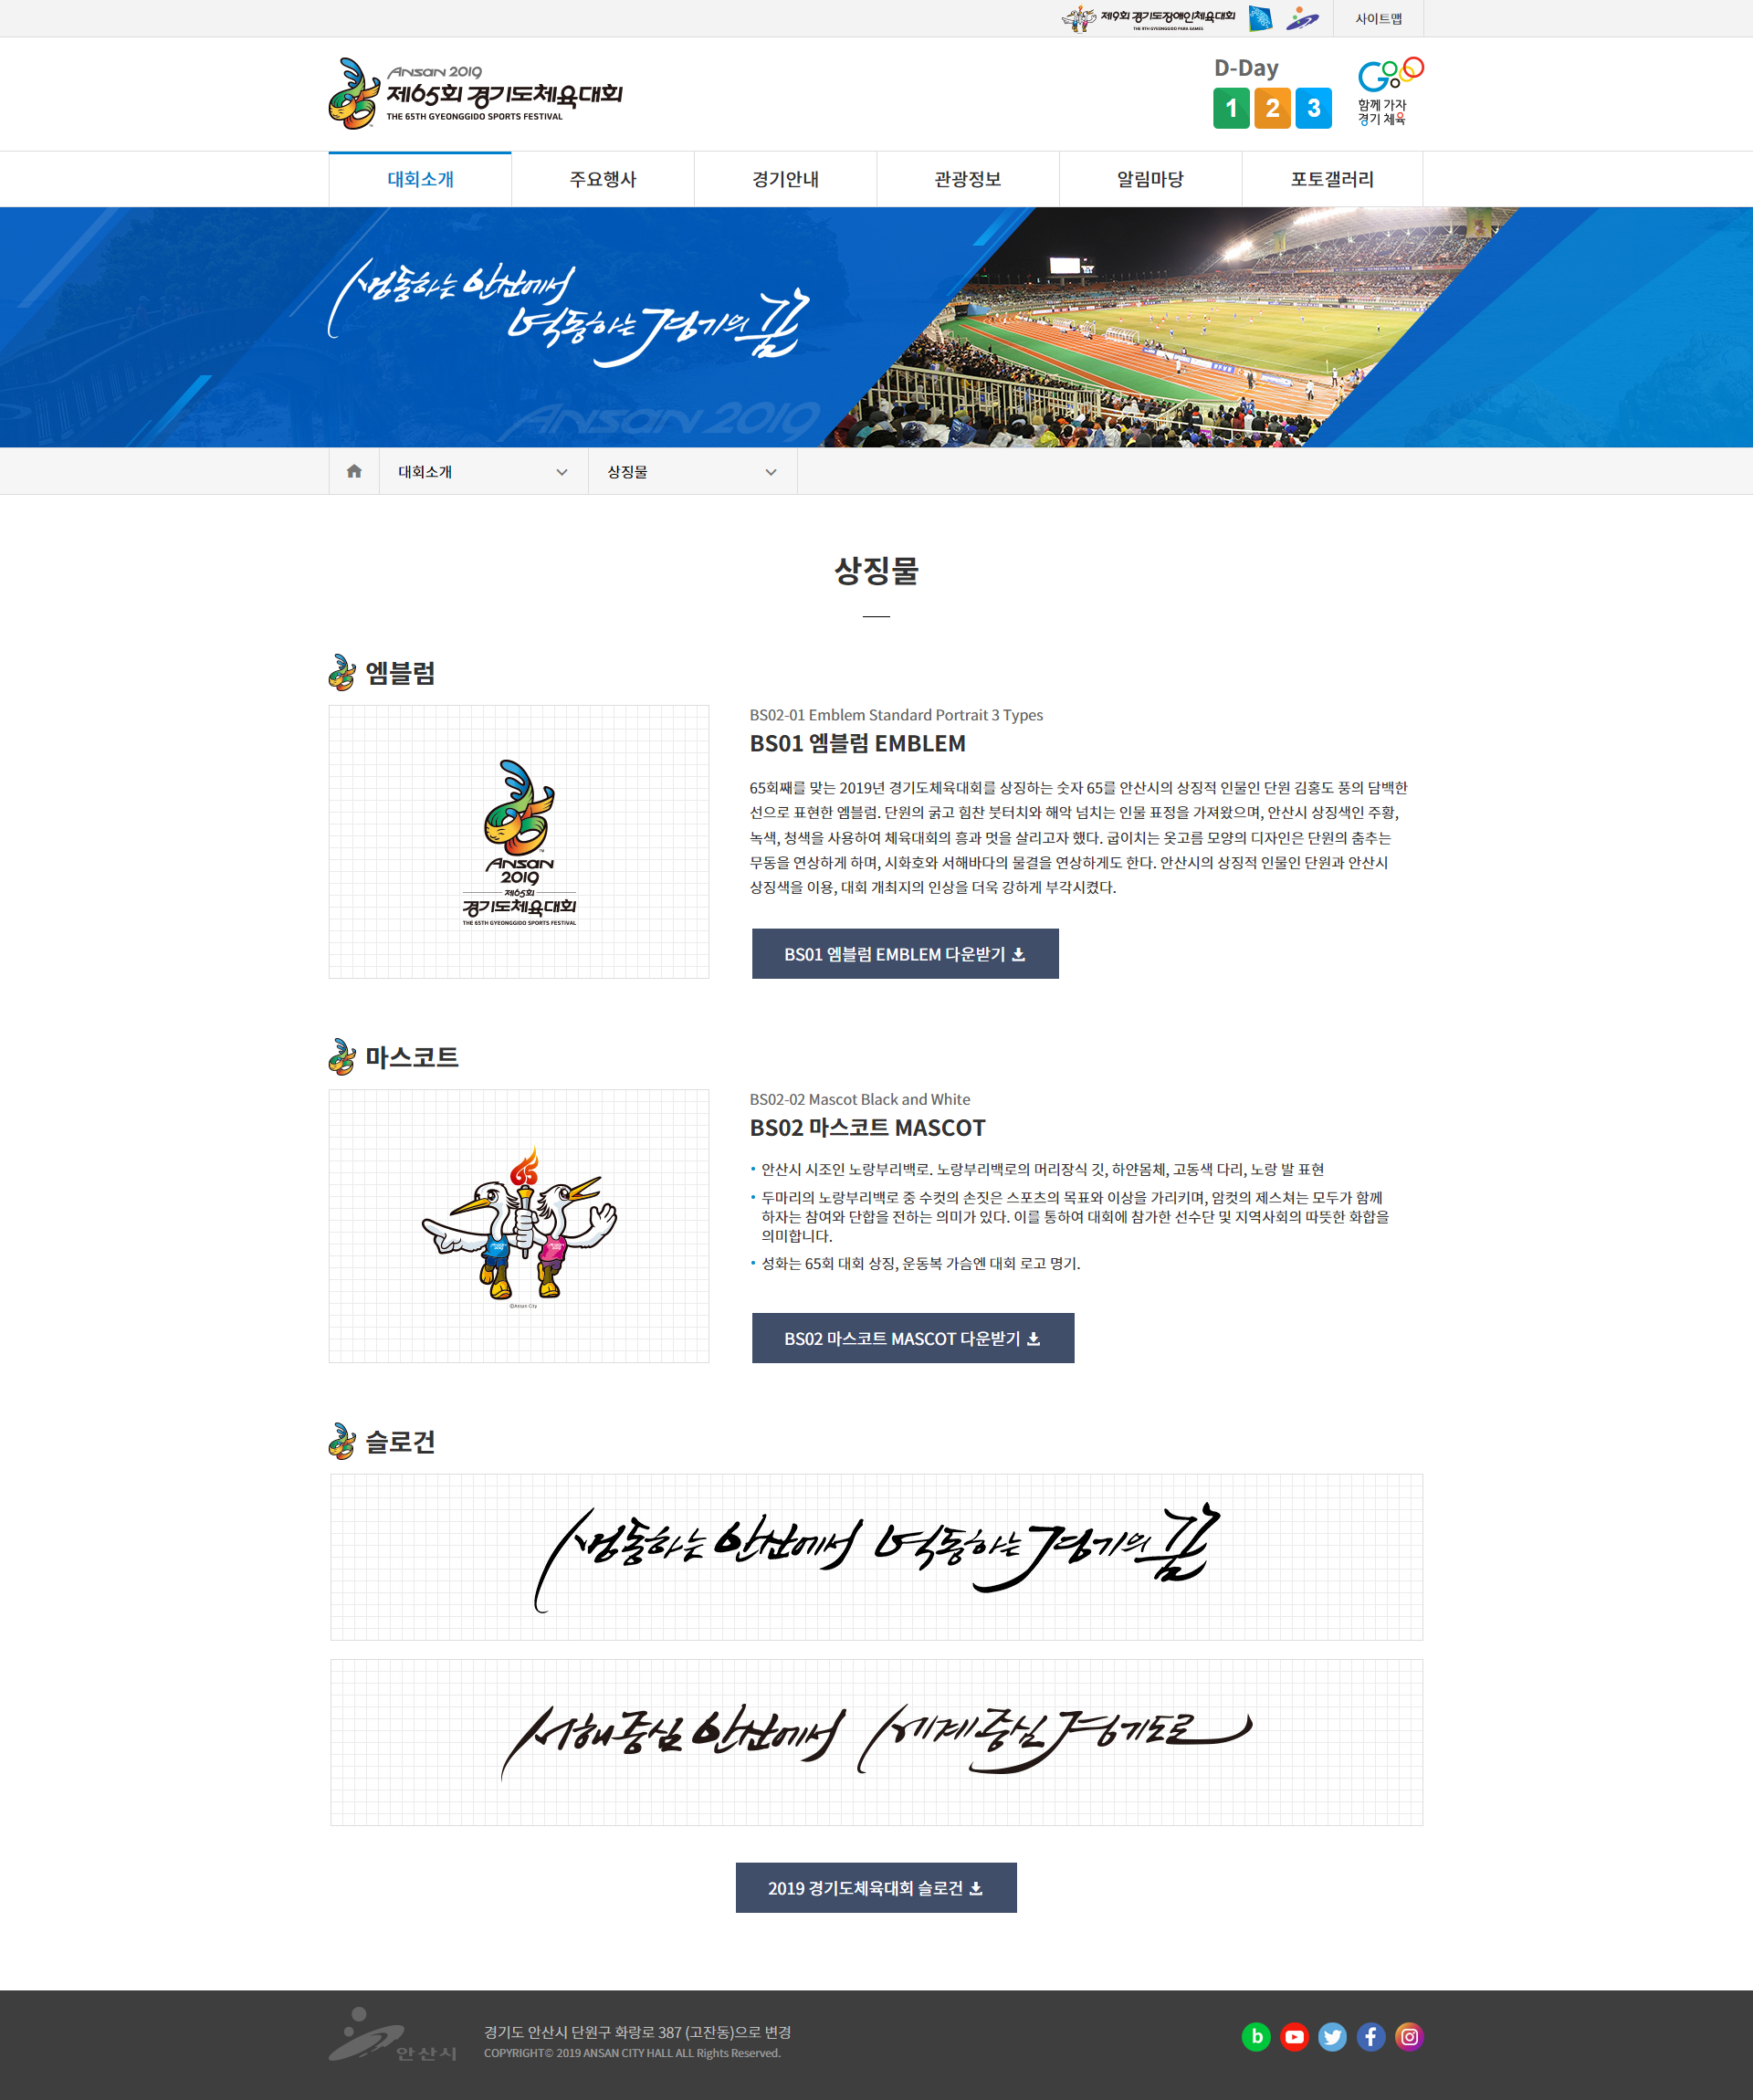 제9회 경기도장애인체육대회
THE 9TH GYEONGGIDO PARA GAMES
사이트맵
ANSAN 2019
제65회 경기도체육대회
THE 65TH GYEONGGIDO SPORTS FESTIVAL
D-Day
1 2 3
함께 가자
경기 체육
대회소개
주요행사
경기안내
관광정보
알림마당
포토갤러리
생동하는 안산에서
벅동하는 경기의 꿈
ANSAN 2019
대회소개
상징물
상징물
엠블럼
ANSAN
2019
제65회
경기도체육대회
THE 65TH GYEONGGIDO SPORTS FESTIVAL
BS02-01 Emblem Standard Portrait 3 Types
BS01 엠블럼 EMBLEM
65회째를 맞는 2019년 경기도체육대회를 상징하는 숫자 65를 안산시의 상징적 인물인 단원 김홍도 풍의 담백한
선으로 표현한 엠블럼. 단원의 굵고 힘찬 붓터치와 해악 넘치는 인물 표정을 가져왔으며, 안산시 상징색인 주황,
녹색, 청색을 사용하여 체육대회의 흥과 멋을 살리고자 했다. 굽이치는 옷고름 모양의 디자인은 단원의 춤추는
무동을 연상하게 하며, 시화호와 서해바다의 물결을 연상하게도 한다. 안산시의 상징적 인물인 단원과 안산시
상징색을 이용, 대회 개최지의 인상을 더욱 강하게 부각시켰다.
BS01 엠블럼 EMBLEM 다운받기
마스코트
65
©Ansan City
BS02-02 Mascot Black and White
BS02 마스코트 MASCOT
안산시 시조인 노랑부리백로. 노랑부리백로의 머리장식 깃, 하얀몸체, 고동색 다리, 노랑 발 표현
두마리의 노랑부리백로 중 수컷의 손짓은 스포츠의 목표와 이상을 가리키며, 암컷의 제스쳐는 모두가 함께
하자는 참여와 단합을 전하는 의미가 있다. 이를 통하여 대회에 참가한 선수단 및 지역사회의 따뜻한 화합을
의미합니다.
성화는 65회 대회 상징, 운동복 가슴엔 대회 로고 명기.
BS02 마스코트 MASCOT 다운받기
슬로건
생동하는 안산에서 벅동하는 경기의 꿈
서해중심 안산에서 세계중심 경기도로
2019 경기도체육대회 슬로건
안산시
경기도 안산시 단원구 화랑로 387 (고잔동)으로 변경
COPYRIGHT© 2019 ANSAN CITY HALL ALL Rights Reserved.